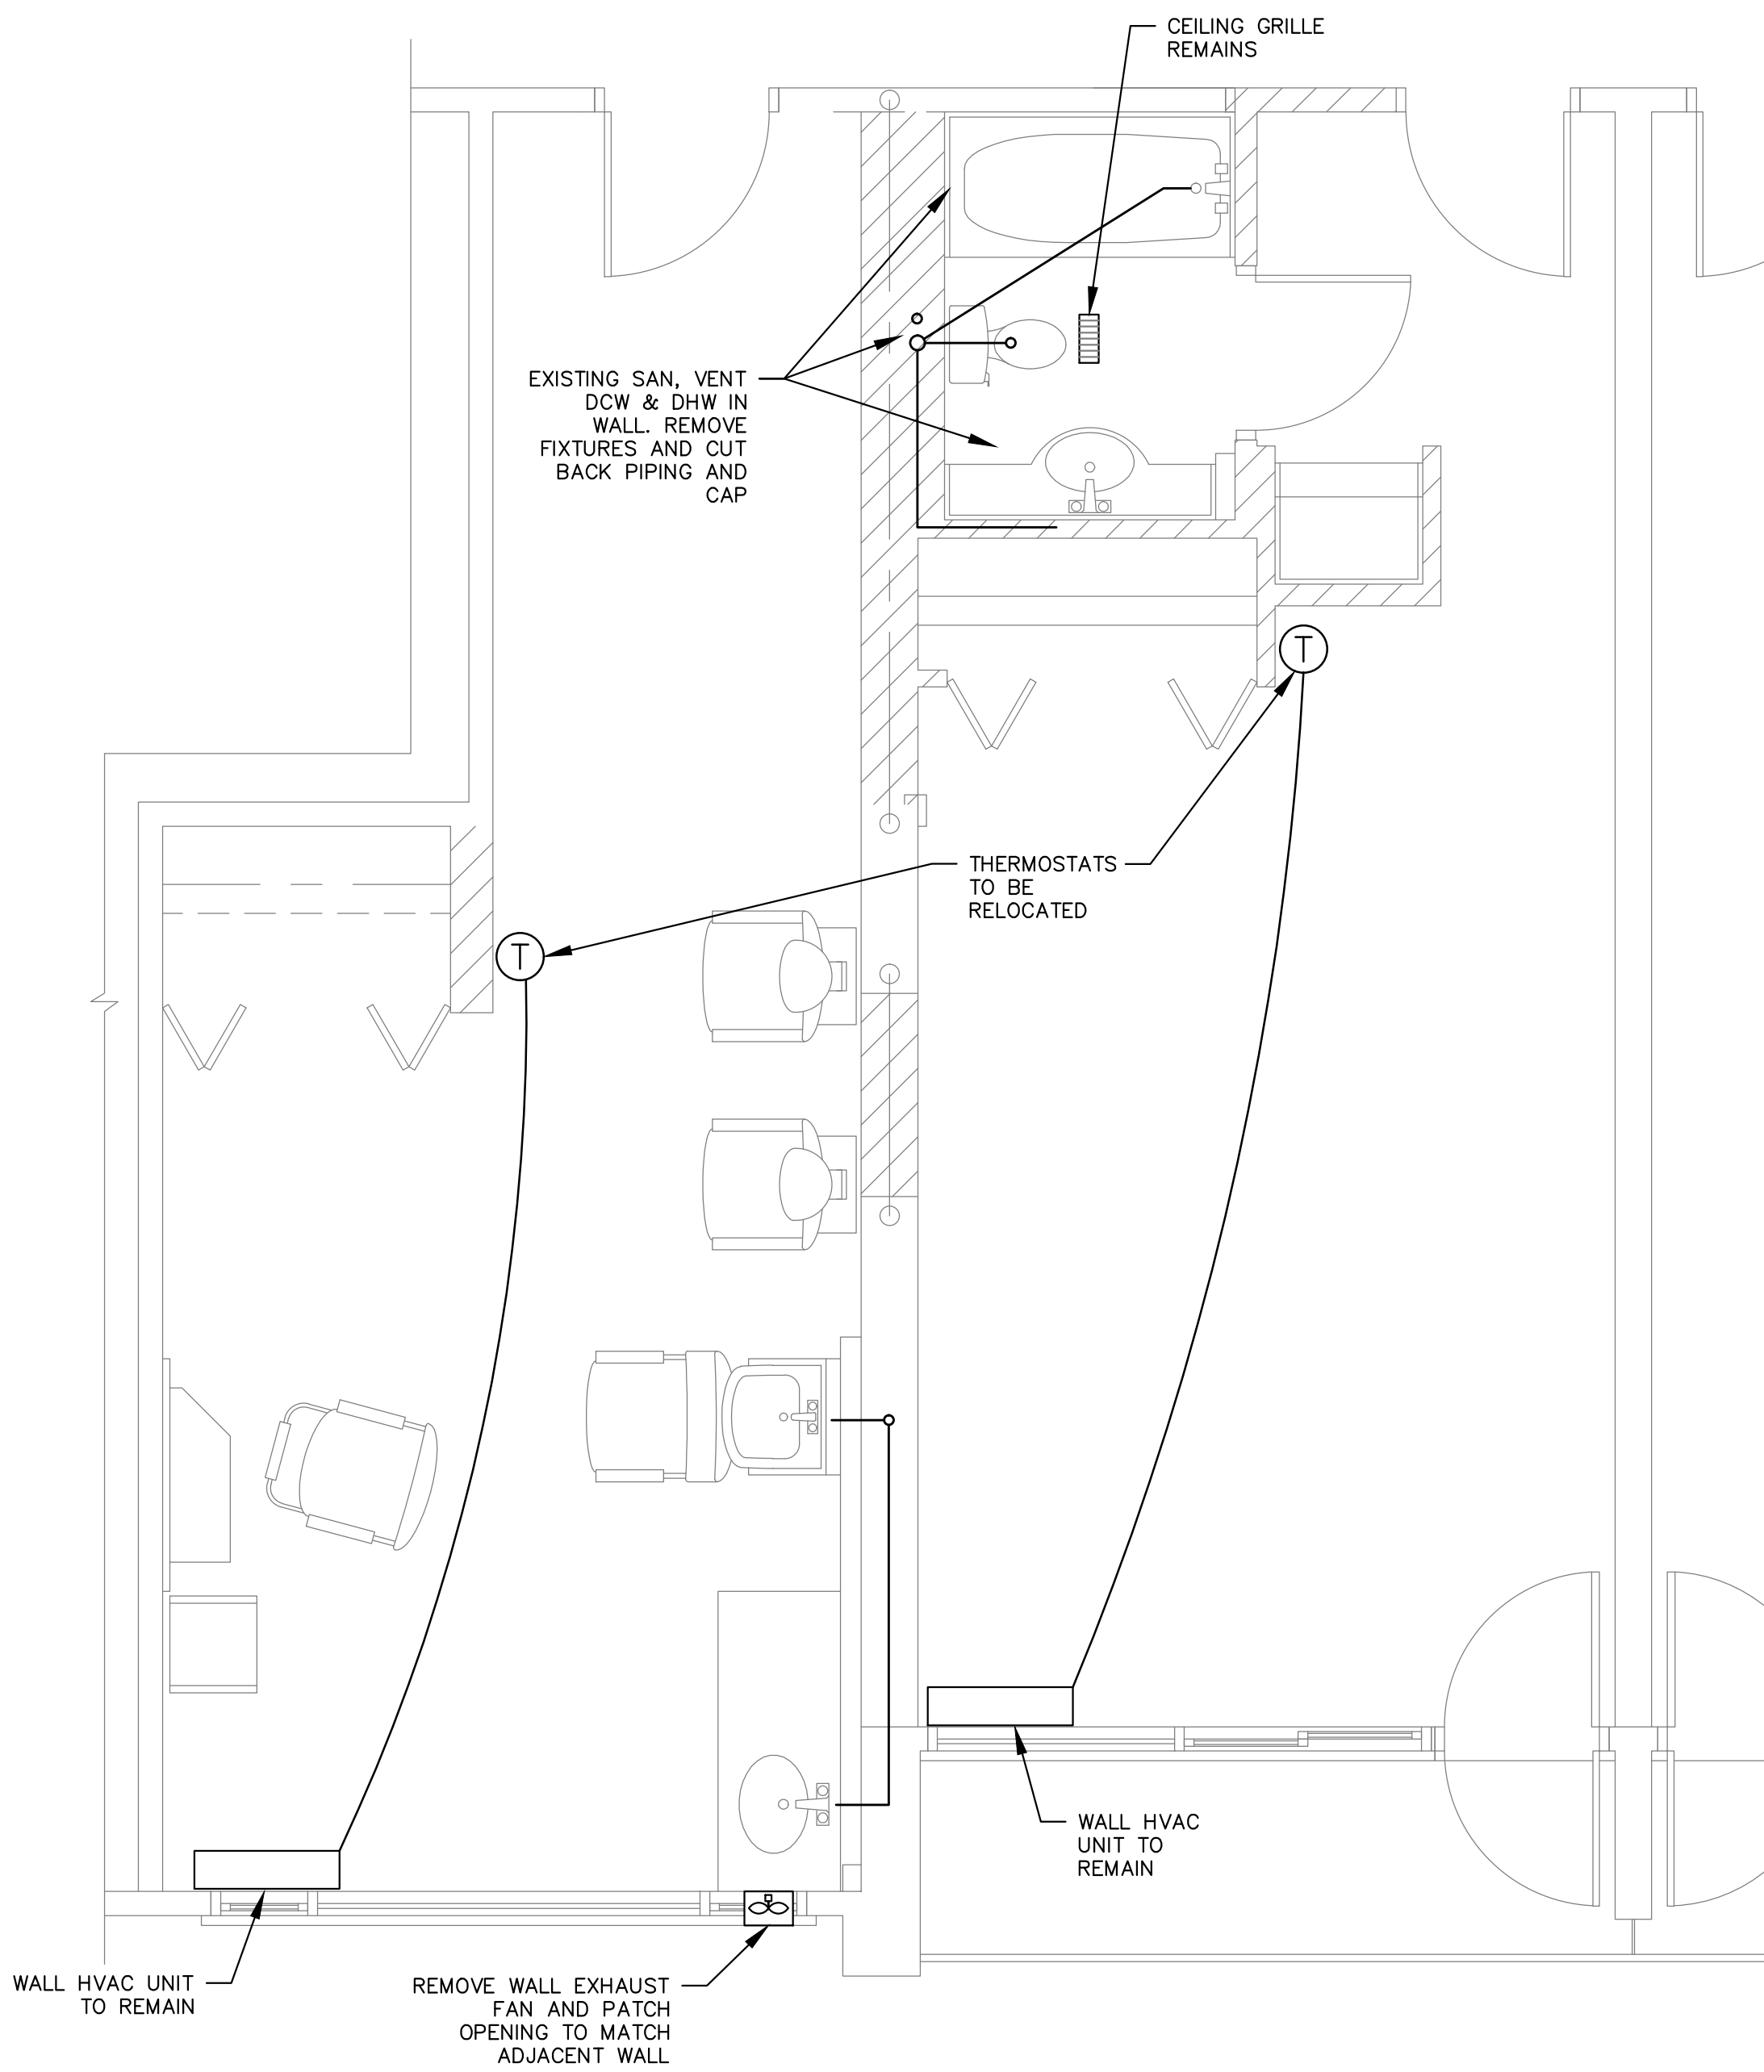 CEILING GRILLE
REMAINS
EXISTING SAN, VENT
DCW & DHW IN
WALL. REMOVE
FIXTURES AND CUT
BACK PIPING AND
CAP
T
THERMOSTATS
TO BE
RELOCATED
T
WALL HVAC
UNIT TO
REMAIN
WALL HVAC UNIT
TO REMAIN
REMOVE WALL EXHAUST
FAN AND PATCH
OPENING TO MATCH
ADJACENT WALL